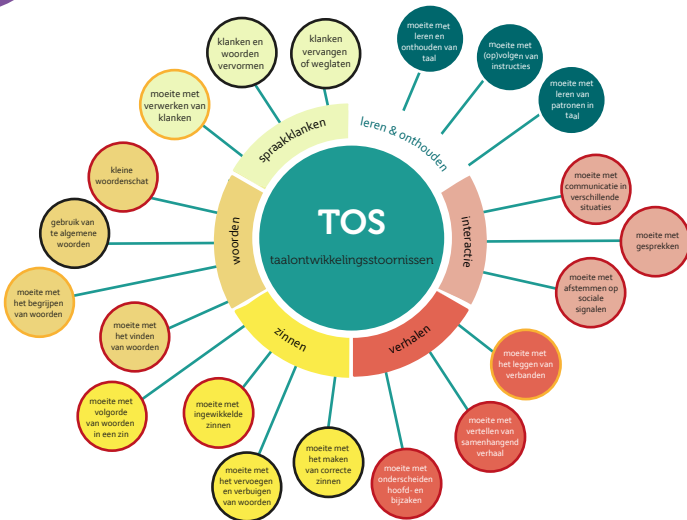 TOS
taalontwikkelingsstoornissen
spraakklanken
moeite met
verwerken van
klanken
klanken en
woorden
vervormen
klanken
vervangen
of weglaten
leren & onthouden
moeite met
leren en
onthouden van
taal
moeite met
(op)volgen van
instructies
moeite met
leren van
patronen in
taal
interactie
moeite met
communicatie in
verschillende
situaties
moeite met
gesprekken
moeite met
afstemmen op
sociale
signalen
verhalen
moeite met
het leggen van
verbanden
moeite met
vertellen van
samenhangend
verhaal
moeite met
onderscheiden
hoofd- en
bijzaken
zinnen
moeite met
het maken
van correcte
zinnen
moeite met
het vervoegen
en verbuigen
van woorden
moeite met
ingewikkelde
zinnen
moeite met
volgorde
van woorden
in een zin
woorden
moeite met
het vinden
van woorden
moeite met
het begrijpen
van woorden
gebruik van
te algemene
woorden
kleine
woordenschat